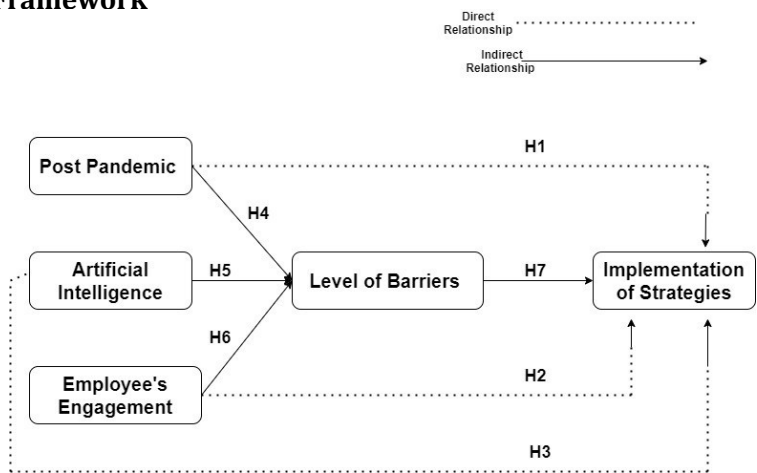 Framework
Direct
Relationship
Indirect
Relationship
H1
Post Pandemic
H4
Artificial
Intelligence
H5
Level of Barriers
H7
Implementation
of Strategies
H6
Employee's
Engagement
H2
H3